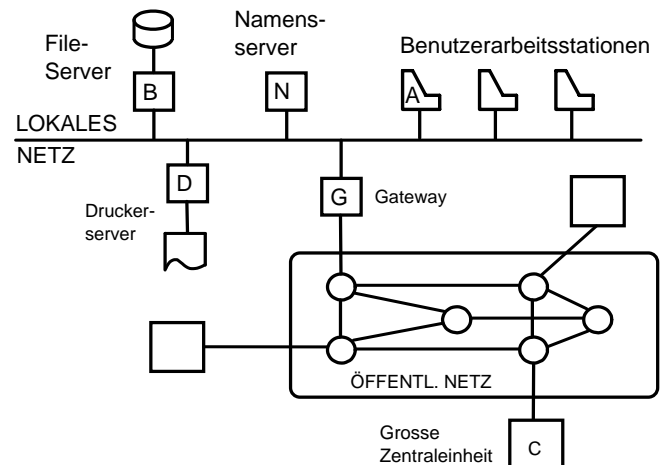 File-
Server
Namens-
server
Benutzerarbeitsstationen
B
N
A
LOKALES
NETZ
D
Drucker-
server
G
Gateway
ÖFFENTL. NETZ
Grosse
Zentraleinheit
C